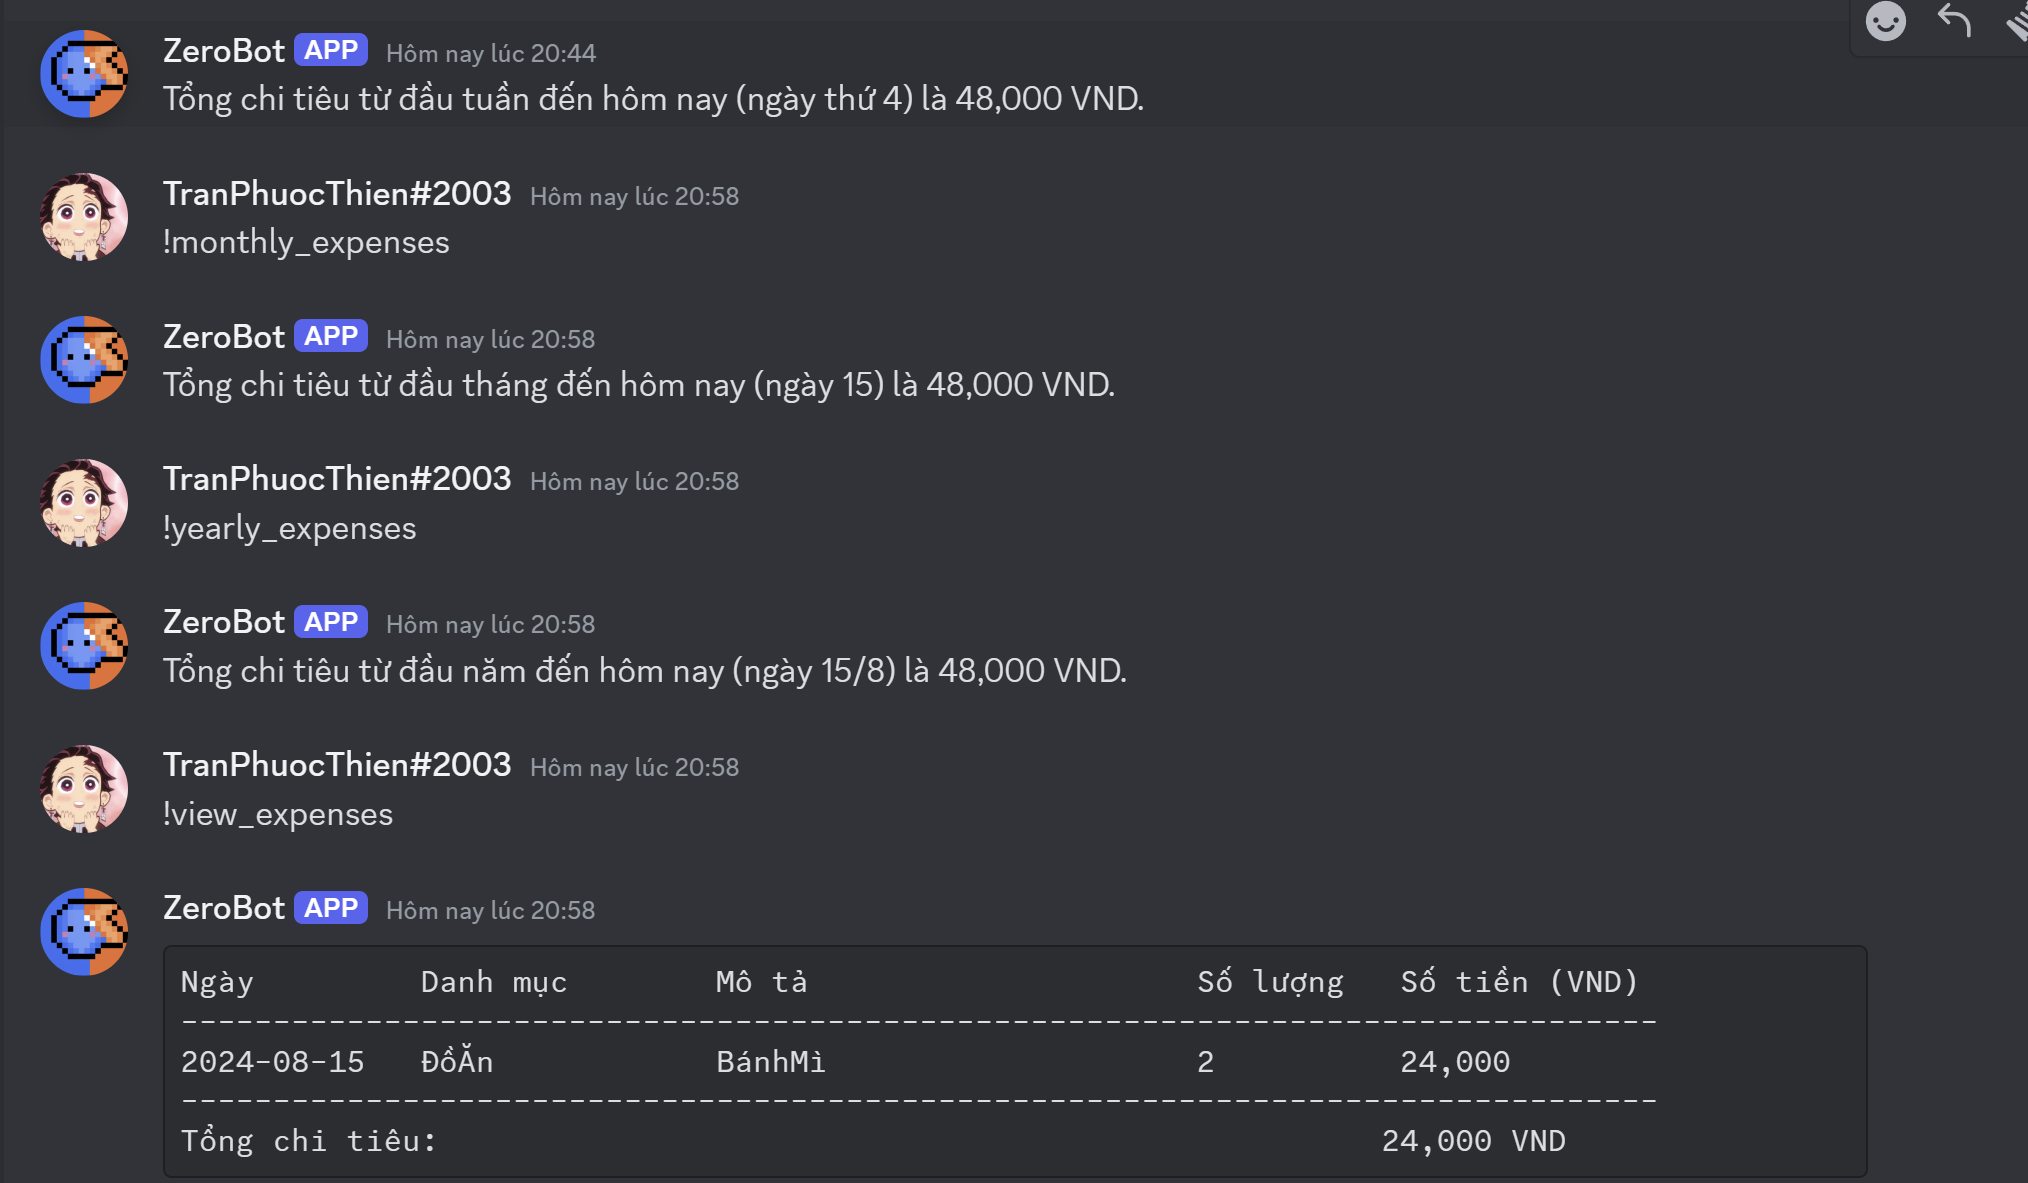 ZeroBot APP Hôm nay lúc 20:44
Tổng chi tiêu từ đầu tuần đến hôm nay (ngày thứ 4) là 48,000 VND.
TranPhuocThien#2003 Hôm nay lúc 20:58
!monthly_expenses
ZeroBot APP Hôm nay lúc 20:58
Tổng chi tiêu từ đầu tháng đến hôm nay (ngày 15) là 48,000 VND.
TranPhuocThien#2003 Hôm nay lúc 20:58
!yearly_expenses
ZeroBot APP Hôm nay lúc 20:58
Tổng chi tiêu từ đầu năm đến hôm nay (ngày 15/8) là 48,000 VND.
TranPhuocThien#2003 Hôm nay lúc 20:58
!view_expenses
ZeroBot APP Hôm nay lúc 20:58
Ngày Danh mục Mô tả Số lượng Số tiền (VND)
--------------------------------------------------------------------------------
2024-08-15 ĐồĂn BánhMì 2 24,000
--------------------------------------------------------------------------------
Tổng chi tiêu: 24,000 VND